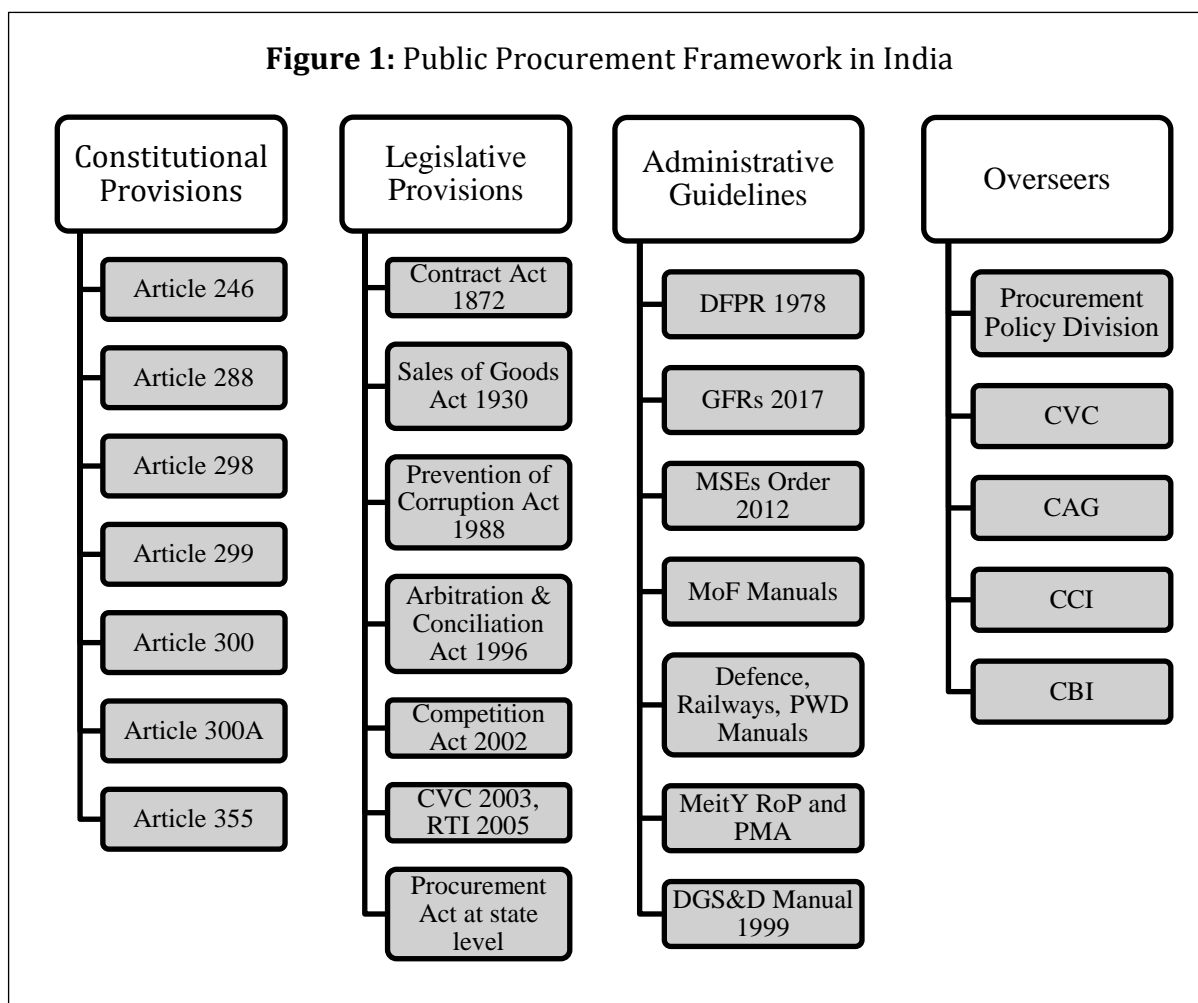 Figure 1: Public Procurement Framework in India
Constitutional
Provisions
Article 246
Article 288
Article 298
Article 299
Article 300
Article 300A
Article 355
Legislative
Provisions
Contract Act
1872
Sales of Goods
Act 1930
Prevention of
Corruption Act
1988
Arbitration &
Conciliation
Act 1996
Competition
Act 2002
CVC 2003,
RTI 2005
Procurement
Act at state
level
Administrative
Guidelines
DFPR 1978
GFRs 2017
MSEs Order
2012
MoF Manuals
Defence,
Railways, PWD
Manuals
MeitY RoP and
PMA
DGS&D Manual
1999
Overseers
Procurement
Policy Division
CVC
CAG
CCI
CBI